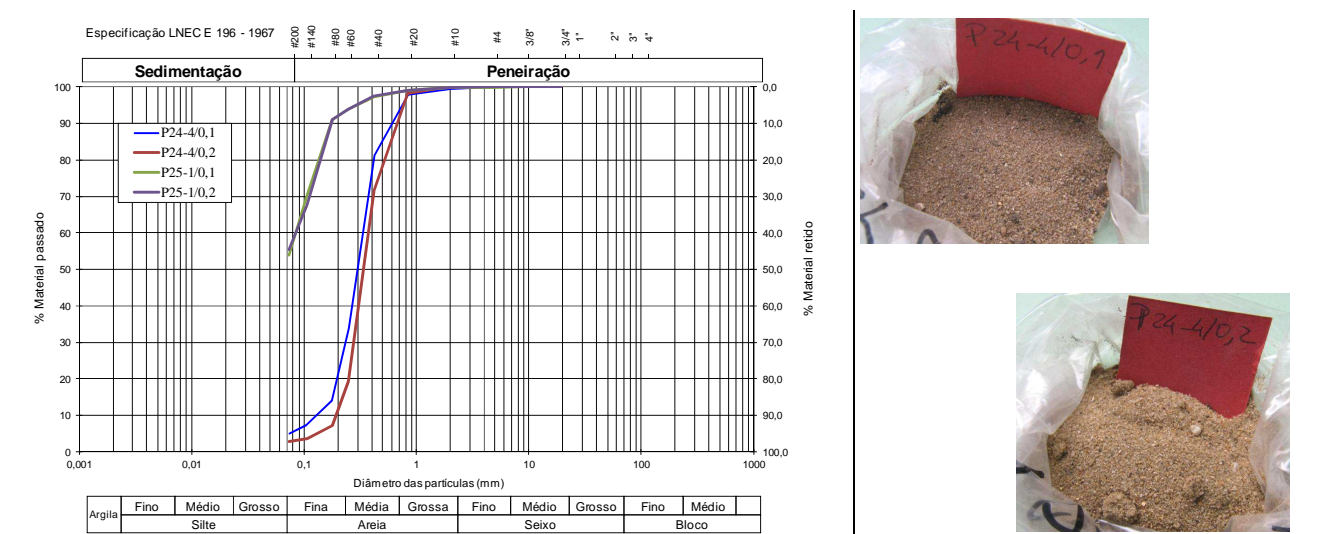 Especificação LNEC E 196 - 1967
#200 #140 #80 #60 #40 #20 #10 #4 3/8" 3/4" 1" 2" 3" 4"
Sedimentação Peneiração
100 0,0
90 10,0
80 20,0
70 30,0
60 40,0
50 50,0
40 60,0
30 70,0
20 80,0
10 90,0
0 100,0
P24-4/0,1
P24-4/0,2
P25-1/0,1
P25-1/0,2
% Material passado
% Material retido
0,001 0,01 0,1 1 10 100 1000
Diâmetro das partículas (mm)
Argila Fino Médio Grosso Fina Média Grossa Fino Médio Grosso Fino Médio
Silte Areia Seixo Bloco
P 24-4/0,1
P 24-4/0,2